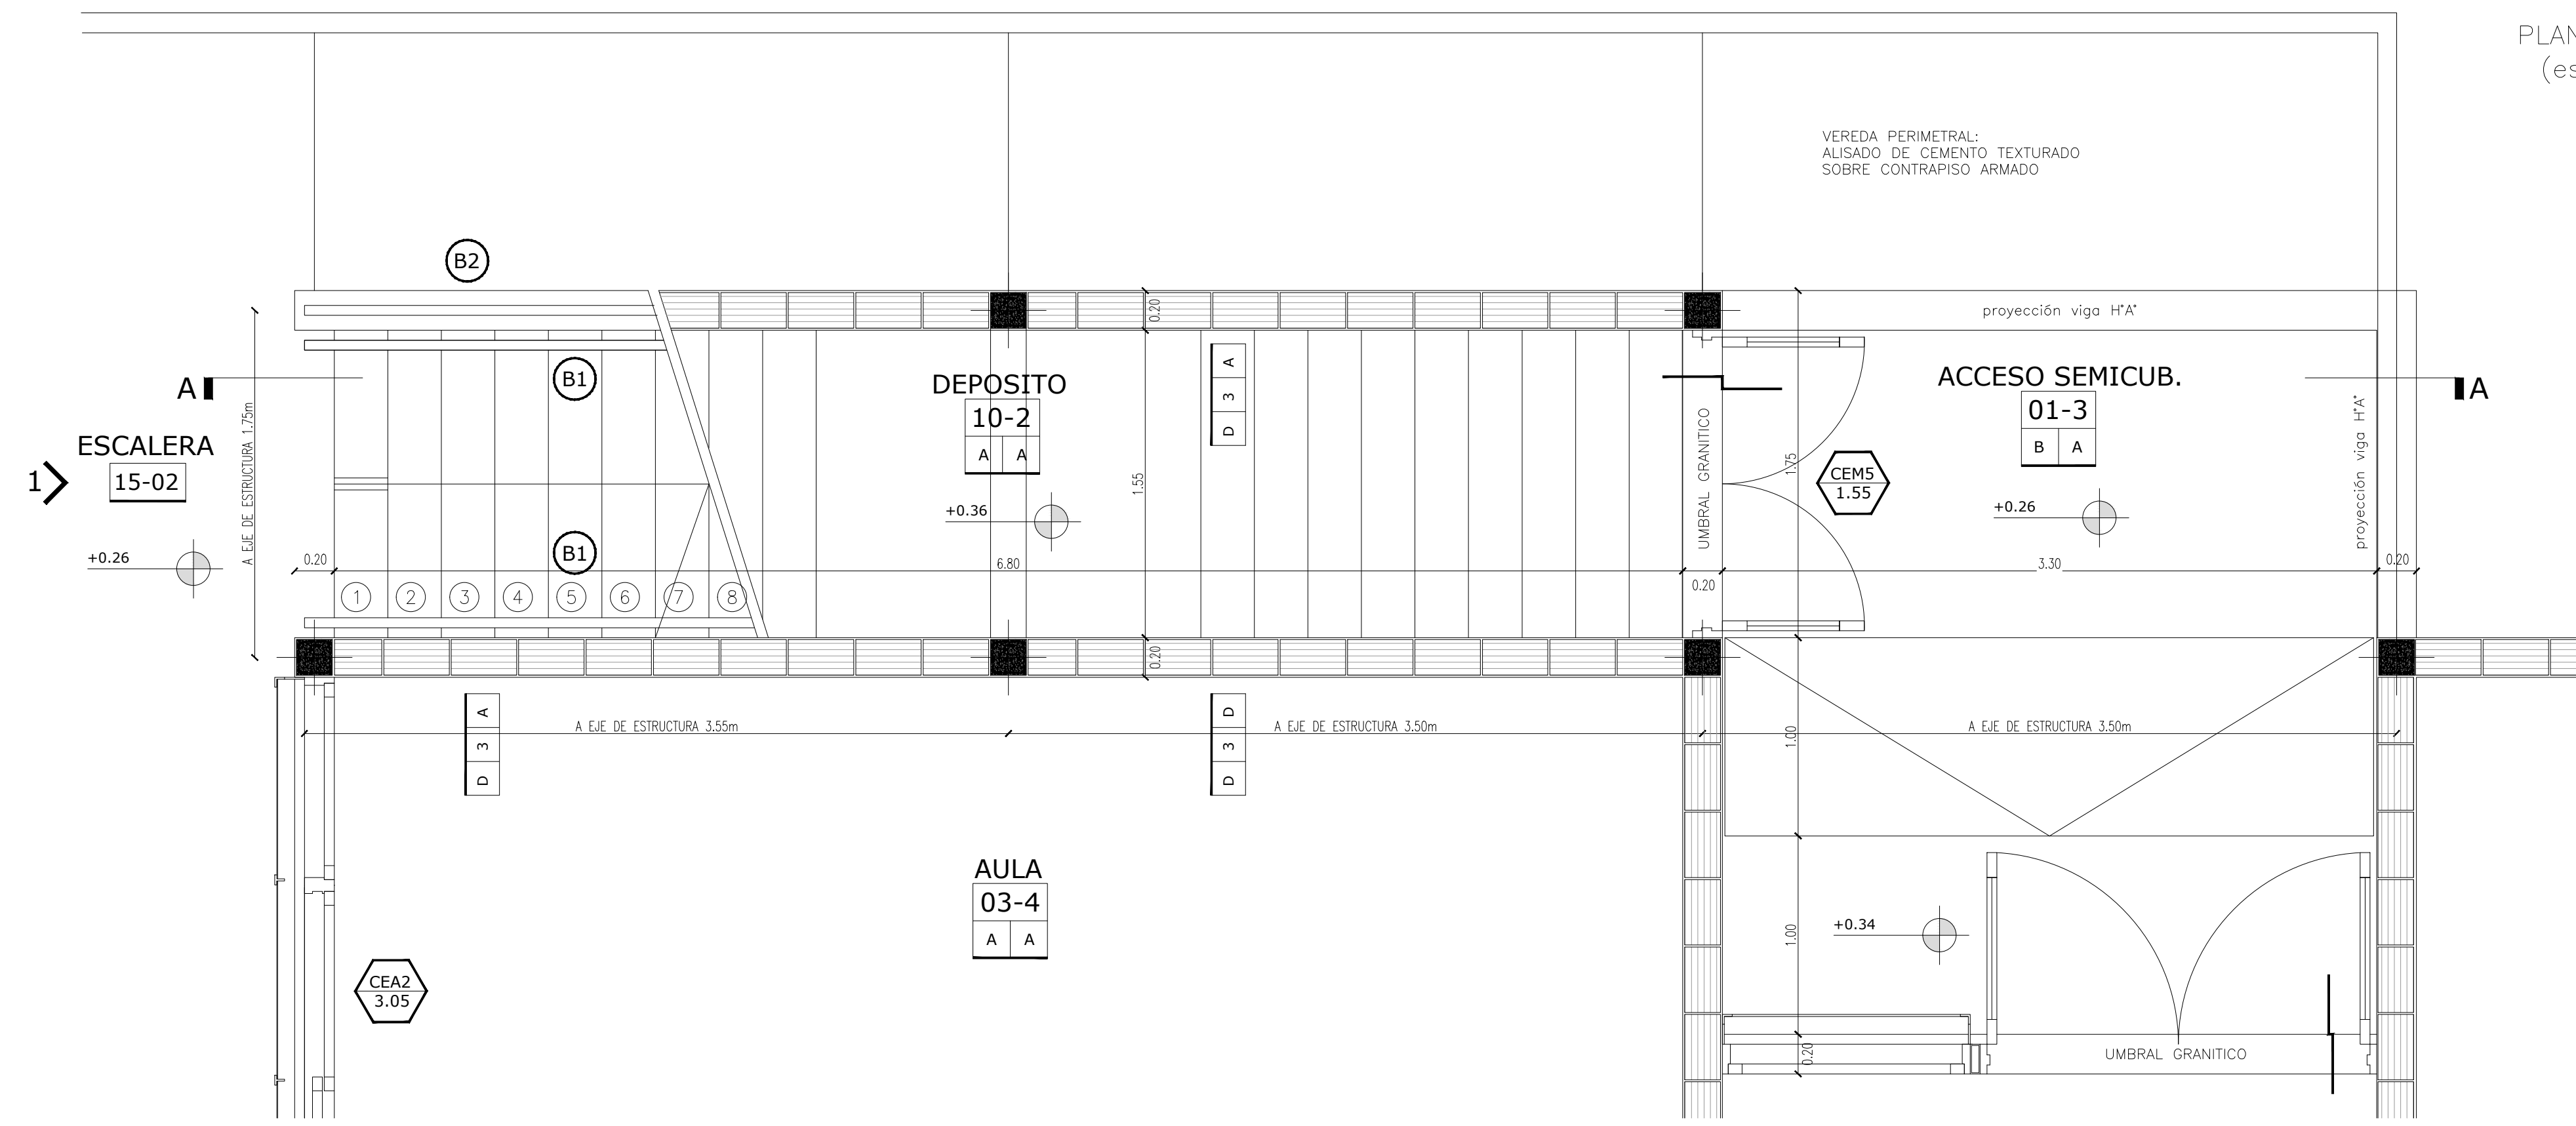 PLAN
(es
VEREDA PERIMETRAL:
ALISADO DE CEMENTO TEXTURADO
SOBRE CONTRAPISO ARMADO
B2
0.20
proyección viga H°A°
A
B1
DEPOSITO
10-2
A A
A
3
D
ACCESO SEMICUB.
01-3
B A
A
ESCALERA
15-02
1
A EJE DE ESTRUCTURA 1.75m
UMBRAL GRANITICO
proyección viga H°A°
1.55
1.75
CEM5
1.55
+0.36
+0.26
+0.26
B1
0.20
6.80
0.20
3.30
0.20
1 2 3 4 5 6 7 8
0.20
A
3
D
D
3
D
A EJE DE ESTRUCTURA 3.55m
A EJE DE ESTRUCTURA 3.50m
A EJE DE ESTRUCTURA 3.50m
1.00
AULA
03-4
A A
+0.34
1.00
CEA2
3.05
0.20
UMBRAL GRANITICO